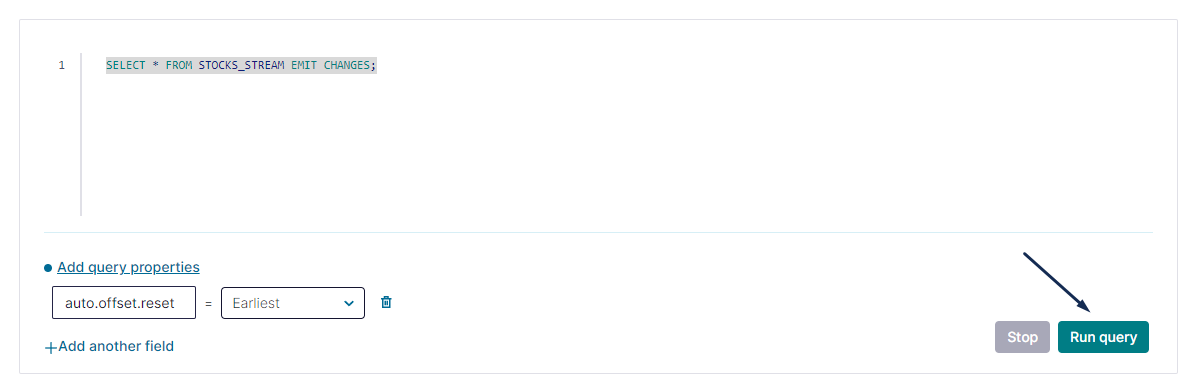 1 SELECT * FROM STOCKS_STREAM EMIT CHANGES;
Add query properties
auto.offset.reset = Earliest
+Add another field
Stop Run query